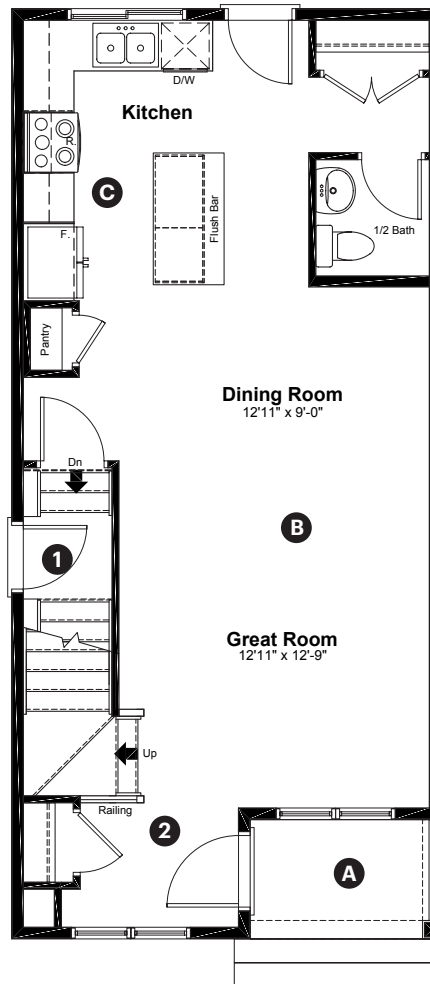 D/W
Kitchen
R.
C
Flush Bar
1/2 Bath
F.
Pantry
Dining Room
12'11" x 9'-0"
Dn
B
1
Great Room
12'11" x 12'-9"
Up
Railing
2
A